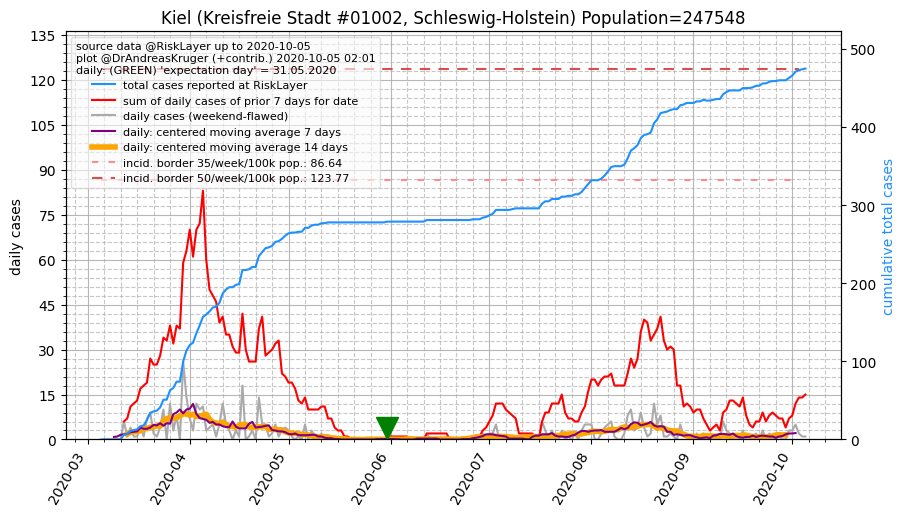 Kiel (Kreisfreie Stadt #01002, Schleswig-Holstein) Population=247548
source data @RiskLayer up to 2020-10-05
plot @DrAndreasKruger (+contrib.) 2020-10-05 02:01
daily: (GREEN) 'expectation day' = 31.05.2020
total cases reported at RiskLayer
sum of daily cases of prior 7 days for date
daily cases (weekend-flawed)
daily: centered moving average 7 days
daily: centered moving average 14 days
incid. border 35/week/100k pop.: 86.64
incid. border 50/week/100k pop.: 123.77
daily cases
135
120
105
90
75
60
45
30
15
0
cumulative total cases
500
400
300
200
100
0
2020-03
2020-04
2020-05
2020-06
2020-07
2020-08
2020-09
2020-10